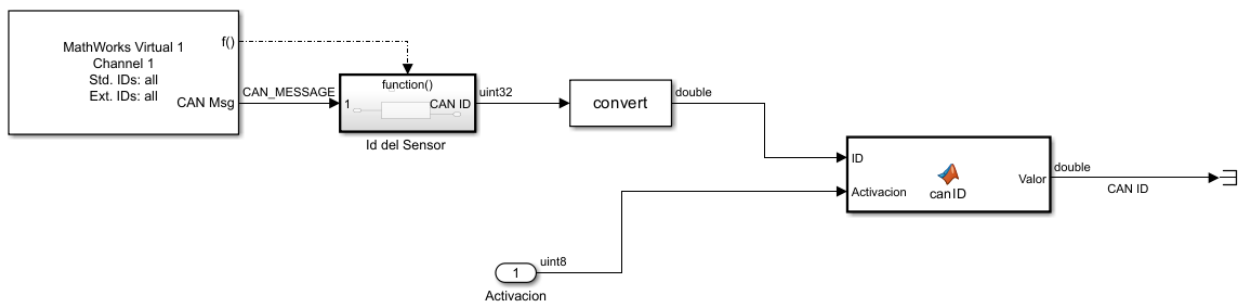 MathWorks Virtual 1
Channel 1
Std. IDs: all
Ext. IDs: all
f()
CAN Msg
CAN_MESSAGE
function()
1
CAN ID
Id del Sensor
uint32
convert
double
ID
Activacion
canID
Valor
double
CAN ID
1
uint8
Activacion